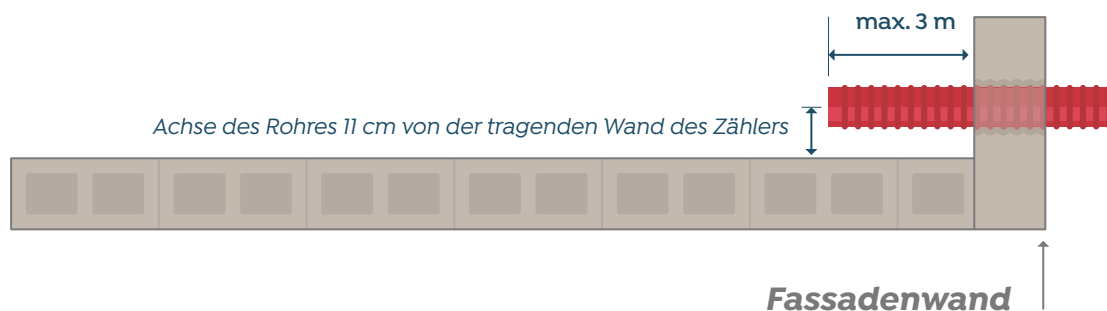 max. 3 m
Achse des Rohres 11 cm von der tragenden Wand des Zählers
Fassadenwand